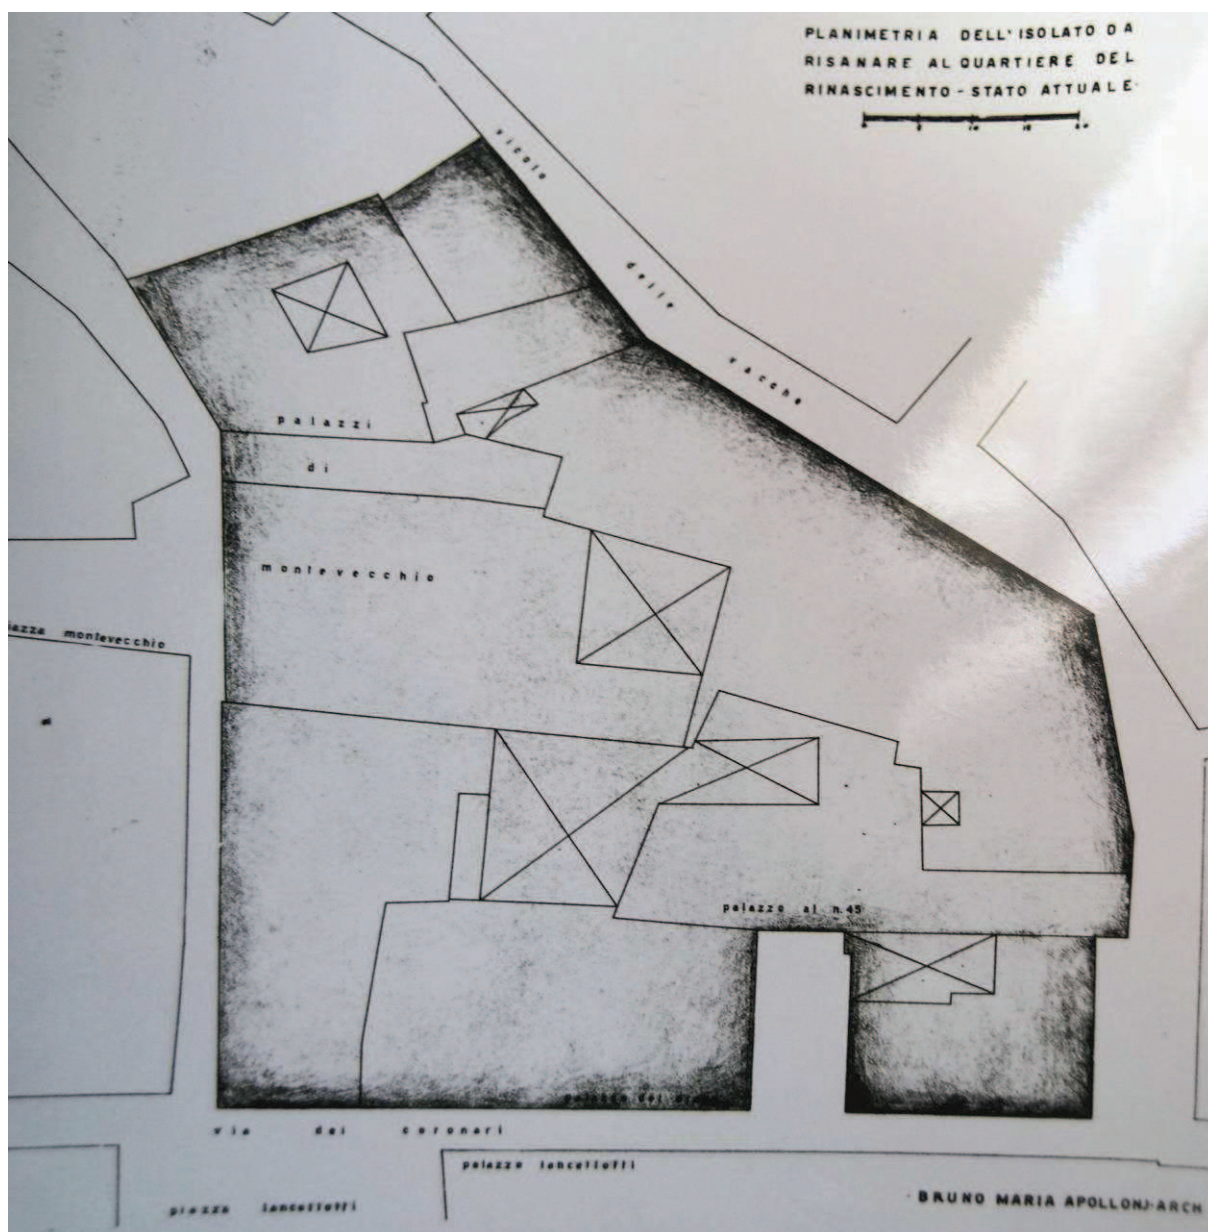 PLANIMETRIA DELL'ISOLATO DA
RISANARE AL QUARTIERE DEL
RINASCIMENTO - STATO ATTUALE
vicolo
delle
vacche
palazzi
di
montevecchio
montevecchio
palazzo al n. 45
palazzo
via dei coronari
palazzo lancellotti
piazza lancellotti
BRUNO MARIA APOLLONJ-ARCH